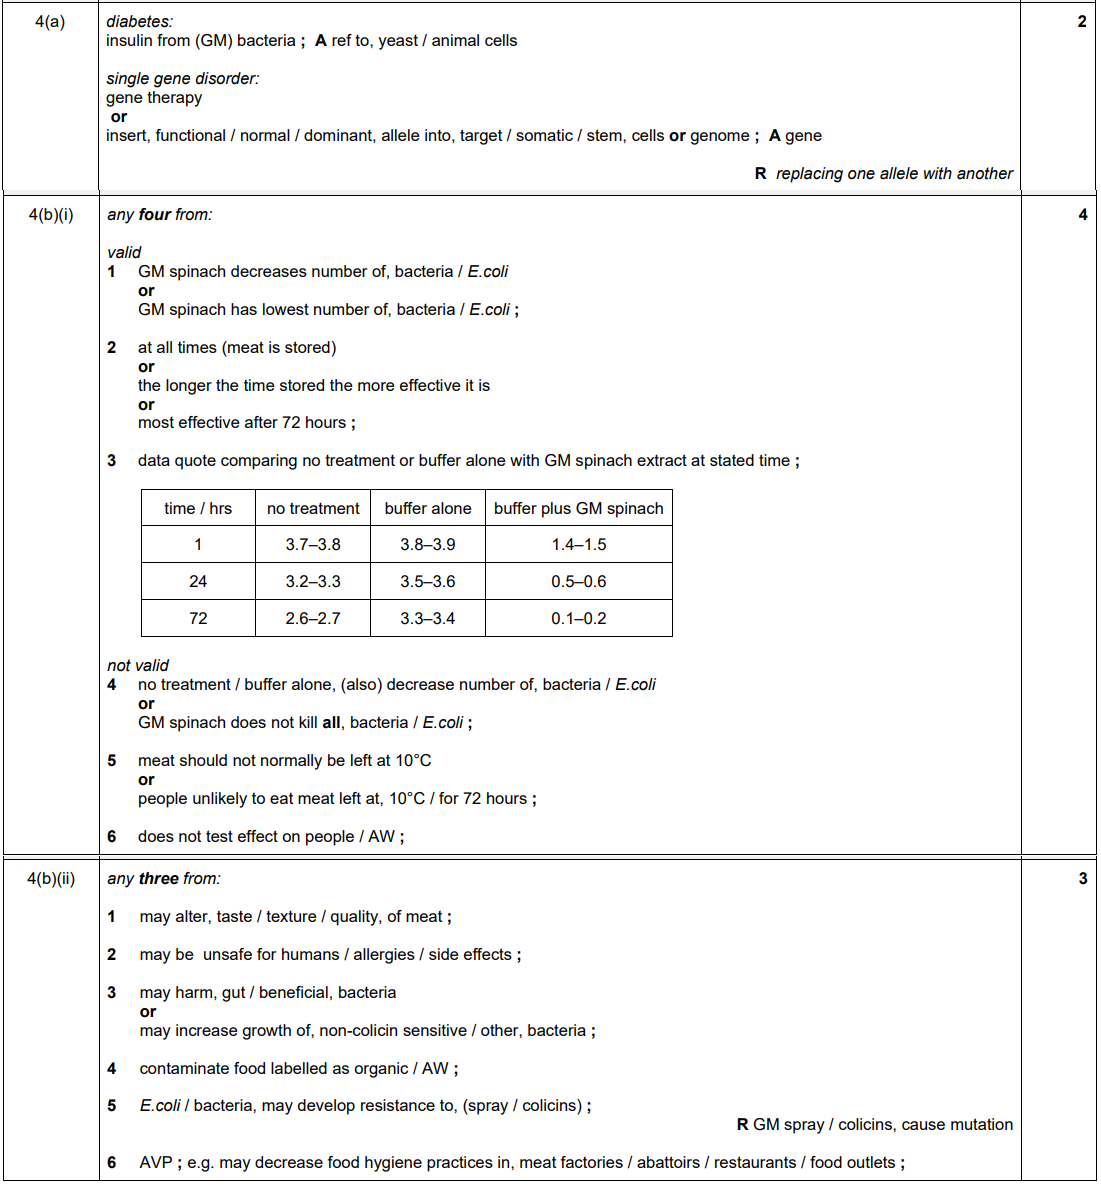 4(a) diabetes: 2
insulin from (GM) bacteria ; A ref to, yeast / animal cells
single gene disorder:
gene therapy
or
insert, functional / normal / dominant, allele into, target / somatic / stem, cells or genome ; A gene
R replacing one allele with another
4(b)(i) any four from: 4
valid
1 GM spinach decreases number of, bacteria / E.coli
or
GM spinach has lowest number of, bacteria / E.coli ;
2 at all times (meat is stored)
or
the longer the time stored the more effective it is
or
most effective after 72 hours ;
3 data quote comparing no treatment or buffer alone with GM spinach extract at stated time ;
time / hrs no treatment buffer alone buffer plus GM spinach
1 3.7–3.8 3.8–3.9 1.4–1.5
24 3.2–3.3 3.5–3.6 0.5–0.6
72 2.6–2.7 3.3–3.4 0.1–0.2
not valid
4 no treatment / buffer alone, (also) decrease number of, bacteria / E.coli
or
GM spinach does not kill all, bacteria / E.coli ;
5 meat should not normally be left at 10°C
or
people unlikely to eat meat left at, 10°C / for 72 hours ;
6 does not test effect on people / AW ;
4(b)(ii) any three from: 3
1 may alter, taste / texture / quality, of meat ;
2 may be unsafe for humans / allergies / side effects ;
3 may harm, gut / beneficial, bacteria
or
may increase growth of, non-colicin sensitive / other, bacteria ;
4 contaminate food labelled as organic / AW ;
5 E.coli / bacteria, may develop resistance to, (spray / colicins) ;
R GM spray / colicins, cause mutation
6 AVP ; e.g. may decrease food hygiene practices in, meat factories / abattoirs / restaurants / food outlets ;